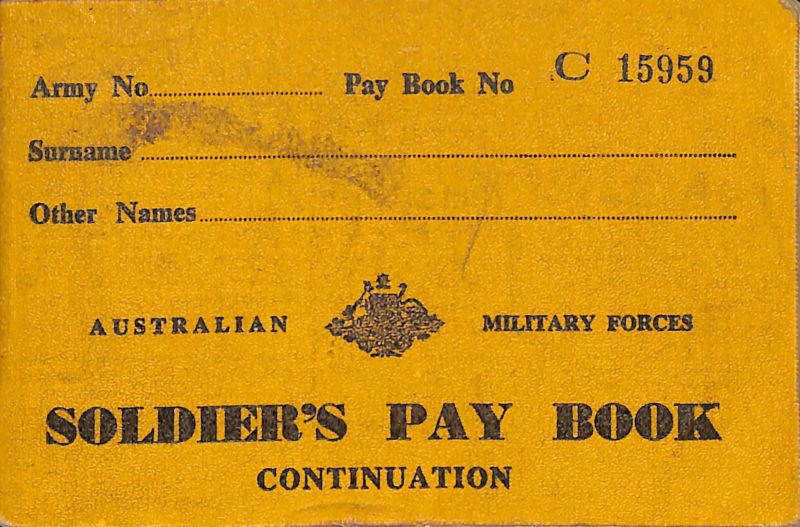 Army No.................................. Pay Book No C 15959
Surname ....................................................................................
Other Names............................................................................
AUSTRALIAN MILITARY FORCES
SOLDIER'S PAY BOOK
CONTINUATION